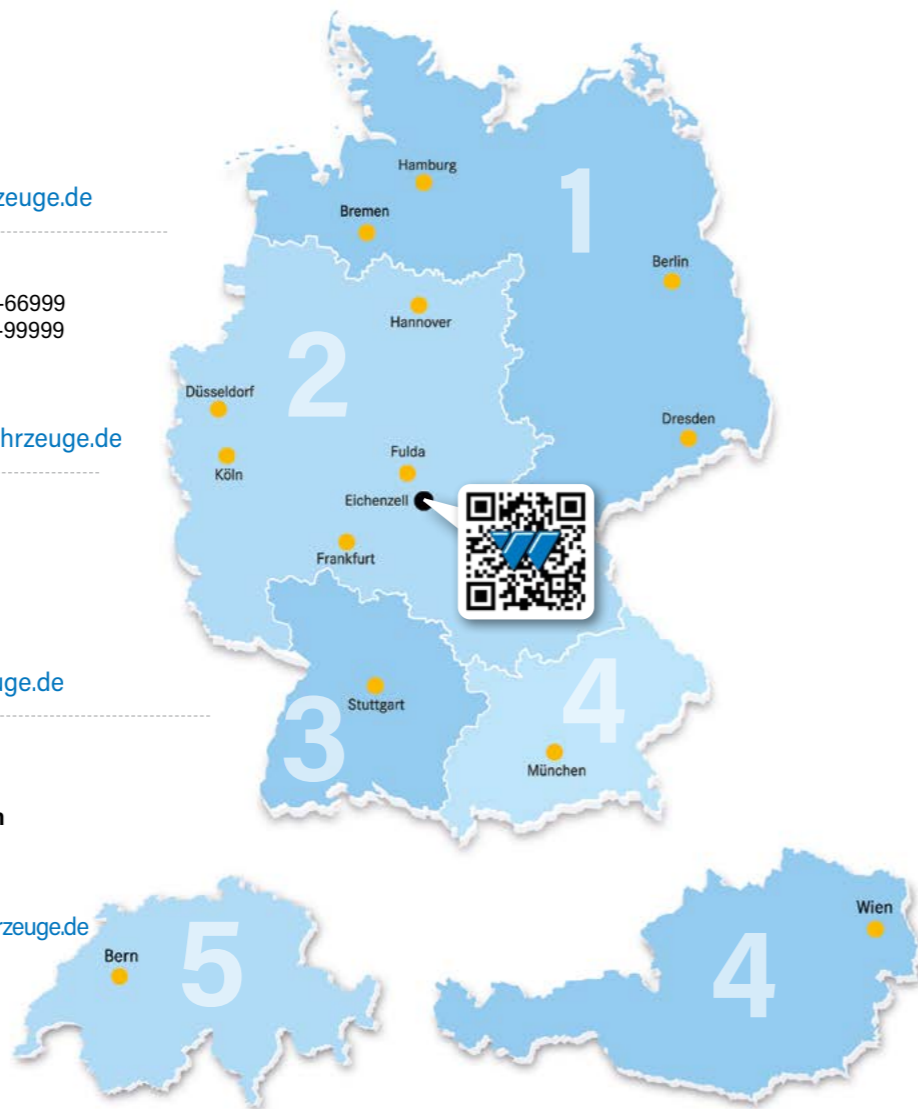 zeuge.de
-66999
-99999
hrzeuge.de
uge.de
n
rzeuge.de
Hamburg
1
Bremen
Berlin
Hannover
2
Düsseldorf
Dresden
Köln
Fulda
Eichenzell
Frankfurt
Stuttgart
3
4
München
Bern
5
Wien
4